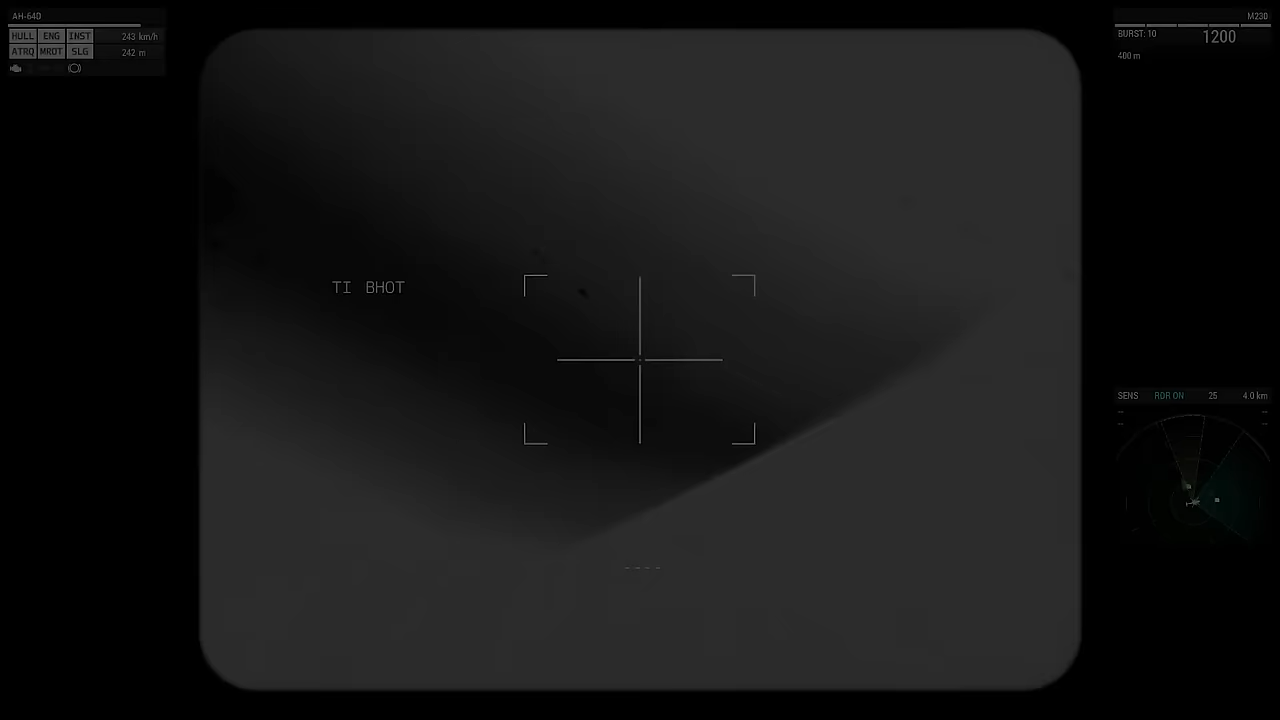 AH-64D
HULL ENG INST 243 km/h
ATRQ MRDT SLG 242 m
M230
BURST: 10 1200
400 m
TI BHOT
- - - -
SENS RDR ON 25 4.0 km
-- --
-- --